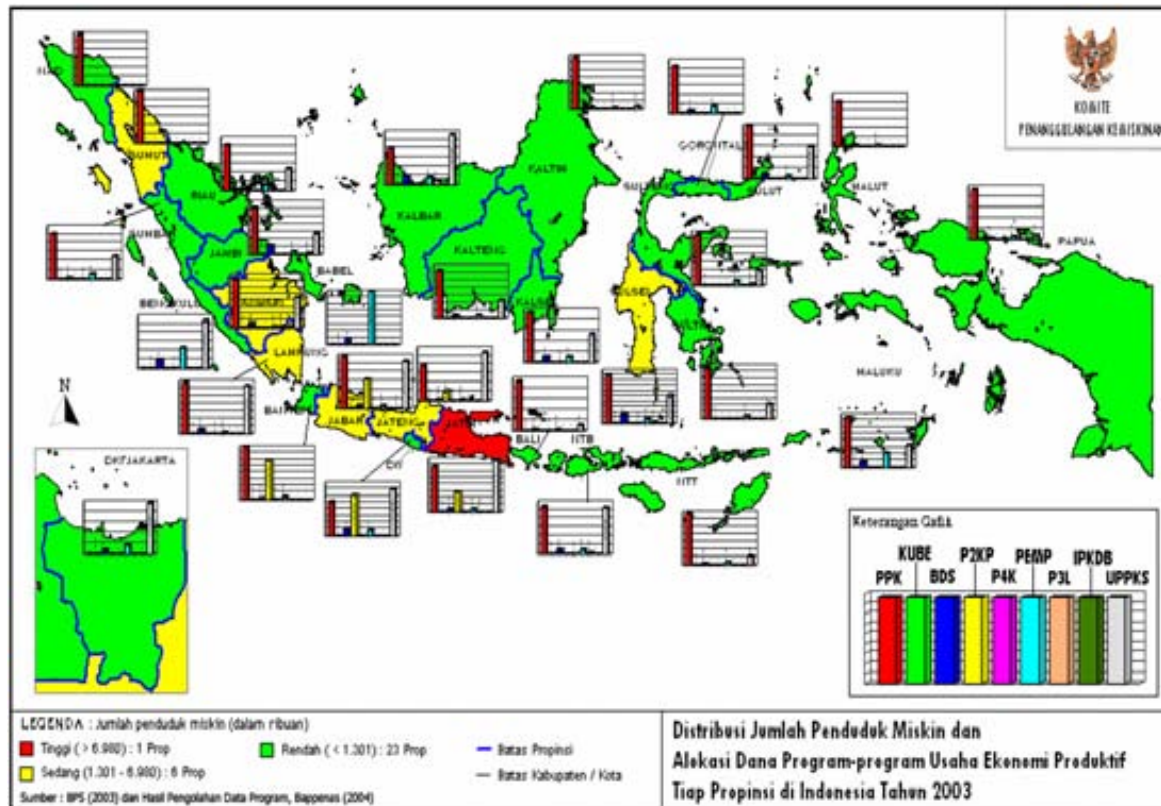 KOMITE
PENANGGULANGAN KEMISKINAN
NAD
SUMUT
GORONTALO
KALTIM
SULTENG
SULUT
MALUT
RIAU
KALBAR
PAPUA
SUMBAR
JAMBI
KALTENG
BABEL
SULSEL
BENGKULU
KALSEL
SULTRA
LAMPUNG
MALUKU
N
BANTEN
JABAR
JATENG
JATIM
BALI
NTB
DIY
NTT
DKI JAKARTA
Keterangan Grafik
KUBE P2KP PEMP IPKDB
PPK BDS P4K P3L UPPKS
LEGENDA : Jumlah penduduk miskin (dalam ribuan)
Tinggi ( > 6.980) : 1 Prop
Rendah ( < 1.301) : 23 Prop
Batas Propinsi
Sedang (1.301 - 6.980) : 6 Prop
Batas Kabupaten / Kota
Sumber : BPS (2003) dan Hasil Pengolahan Data Program, Bappenas (2004)
Distribusi Jumlah Penduduk Miskin dan
Alokasi Dana Program-program Usaha Ekonomi Produktif
Tiap Propinsi di Indonesia Tahun 2003